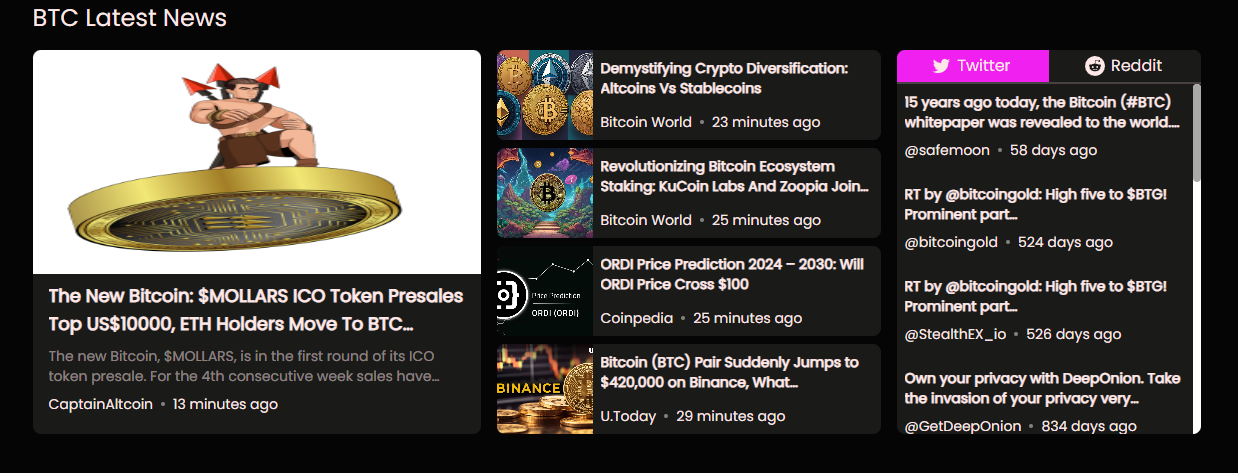 BTC Latest News
The New Bitcoin: $MOLLARS ICO Token Presales
Top US$10000, ETH Holders Move To BTC...
The new Bitcoin, $MOLLARS, is in the first round of its ICO
token presale. For the 4th consecutive week sales have...
CaptainAltcoin • 13 minutes ago
Demystifying Crypto Diversification:
Altcoins Vs Stablecoins
Bitcoin World • 23 minutes ago
Revolutionizing Bitcoin Ecosystem
Staking: KuCoin Labs And Zoopia Join...
Bitcoin World • 25 minutes ago
Price Prediction
ORDI (ORDI)
ORDI Price Prediction 2024 – 2030: Will
ORDI Price Cross $100
Coinpedia • 25 minutes ago
BINANCE
Bitcoin (BTC) Pair Suddenly Jumps to
$420,000 on Binance, What...
U.Today • 29 minutes ago
Twitter
Reddit
15 years ago today, the Bitcoin (#BTC)
whitepaper was revealed to the world....
@safemoon • 58 days ago
RT by @bitcoingold: High five to $BTG!
Prominent part...
@bitcoingold • 524 days ago
RT by @bitcoingold: High five to $BTG!
Prominent part...
@StealthEX_io • 526 days ago
Own your privacy with DeepOnion. Take
the invasion of your privacy very...
@GetDeepOnion • 834 days ago